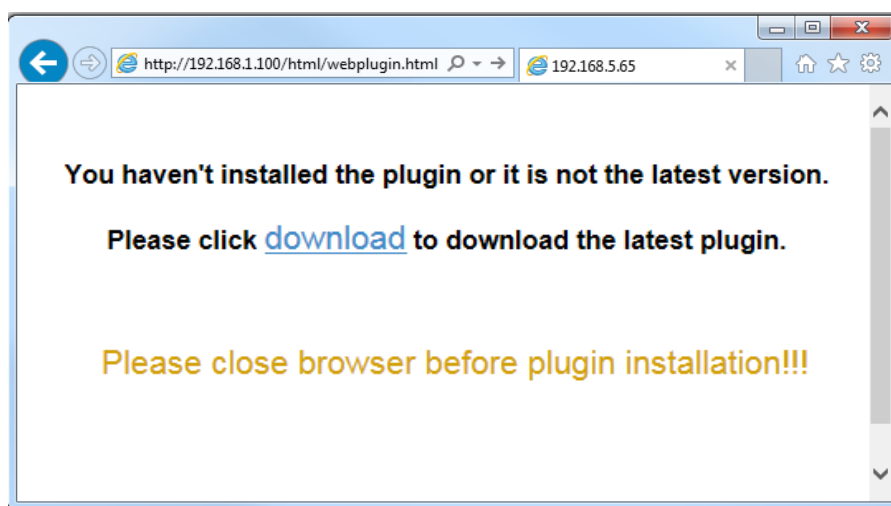 http://192.168.1.100/html/webplugin.html
192.168.5.65
You haven't installed the plugin or it is not the latest version.
Please click download to download the latest plugin.
Please close browser before plugin installation!!!